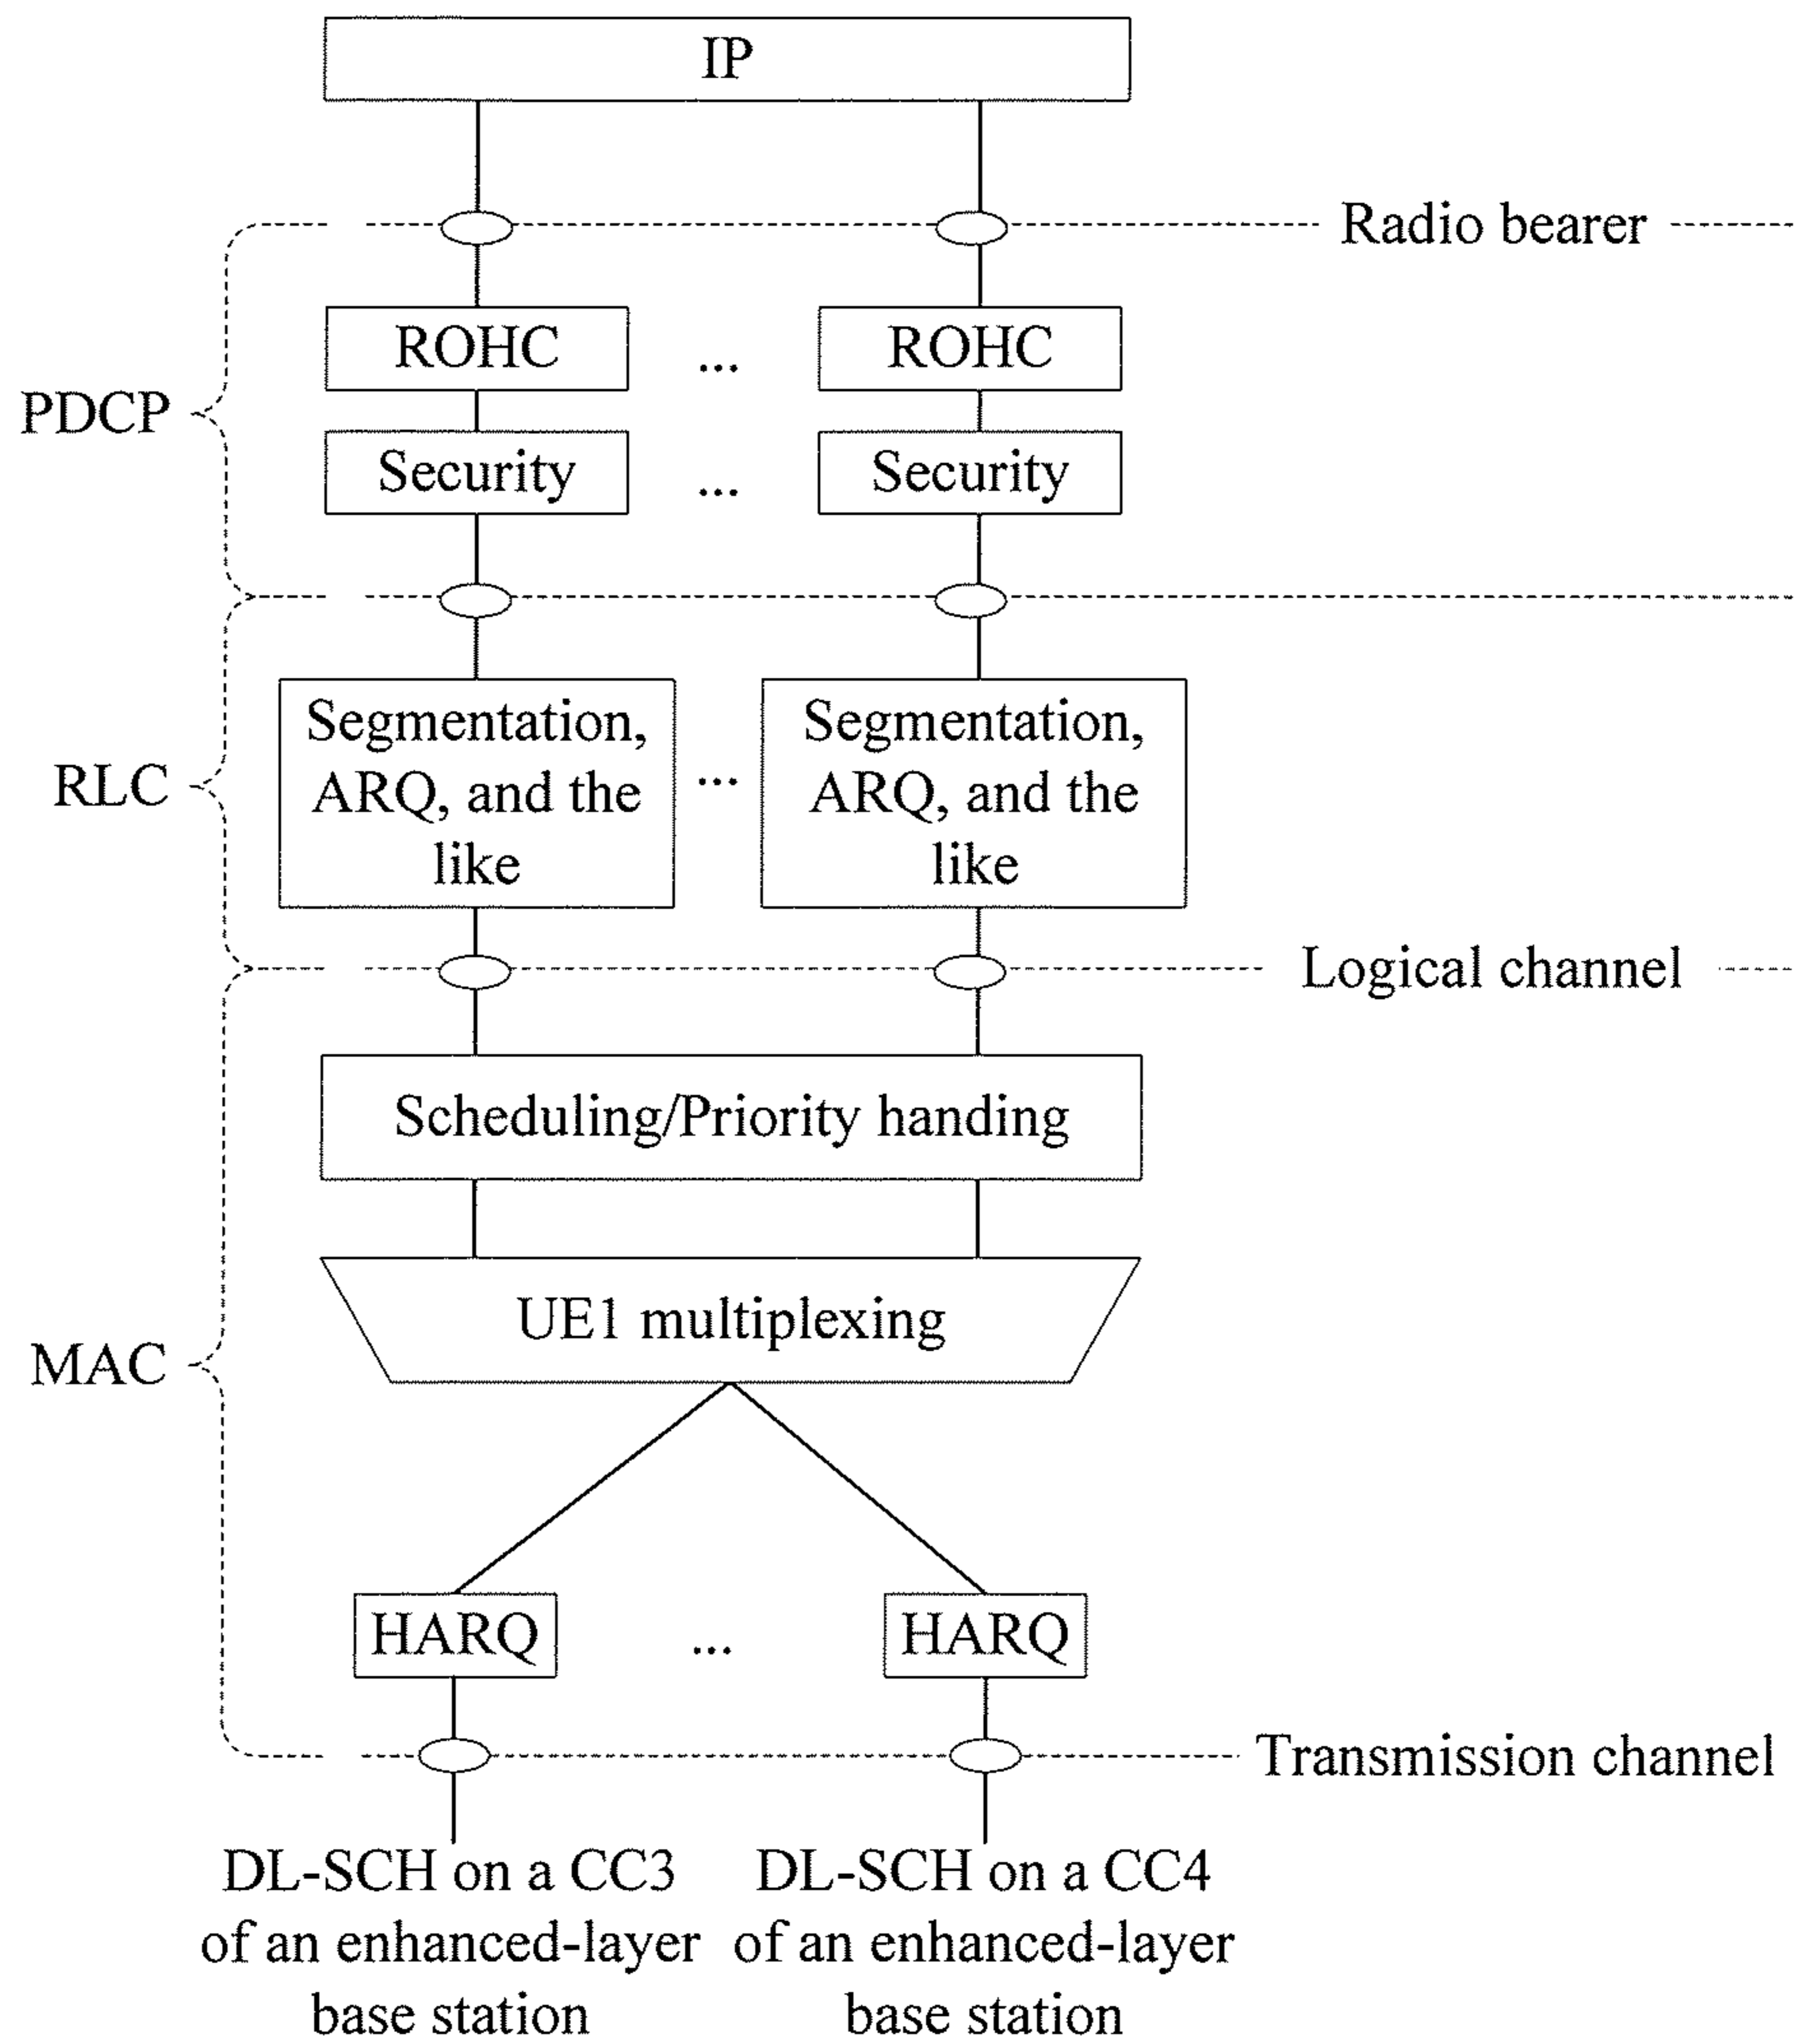 IP
Radio bearer
ROHC
...
ROHC
PDCP
Security
...
Security
Segmentation,
ARQ, and the
like
...
Segmentation,
ARQ, and the
like
RLC
Logical channel
Scheduling/Priority handing
UE1 multiplexing
MAC
HARQ
...
HARQ
Transmission channel
DL-SCH on a CC3
of an enhanced-layer
base station
DL-SCH on a CC4
of an enhanced-layer
base station